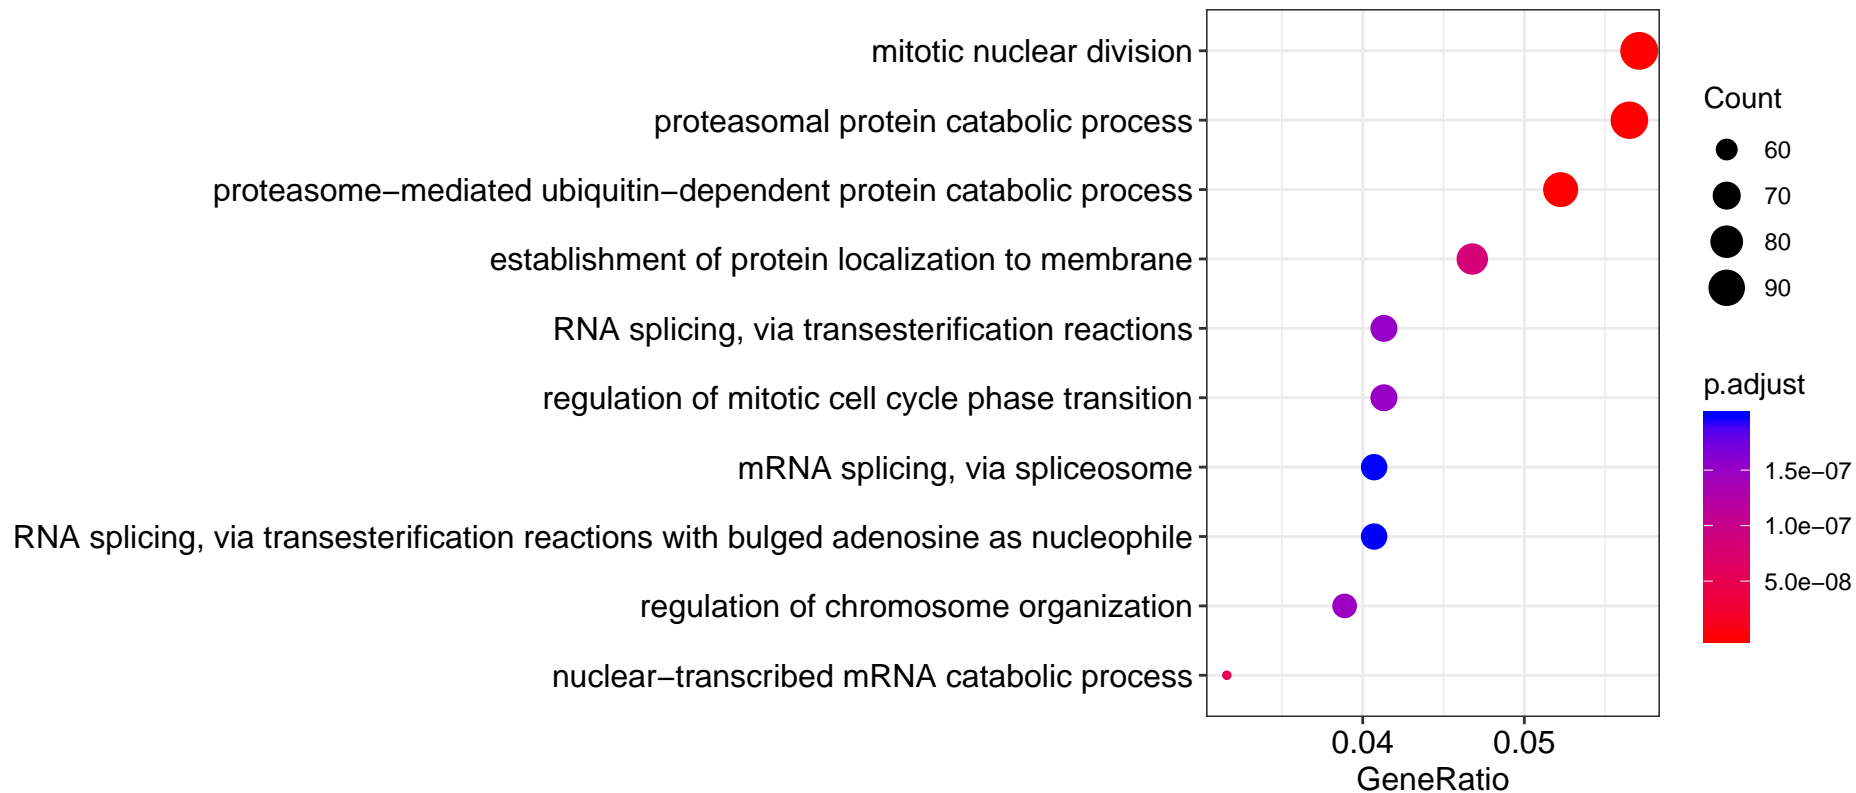 mitotic nuclear division
proteasomal protein catabolic process
proteasome−mediated ubiquitin−dependent protein catabolic process
establishment of protein localization to membrane
RNA splicing, via transesterification reactions
regulation of mitotic cell cycle phase transition
mRNA splicing, via spliceosome
RNA splicing, via transesterification reactions with bulged adenosine as nucleophile
regulation of chromosome organization
nuclear−transcribed mRNA catabolic process
0.04 0.05
GeneRatio
Count
60
70
80
90
p.adjust
1.5e−07
1.0e−07
5.0e−08